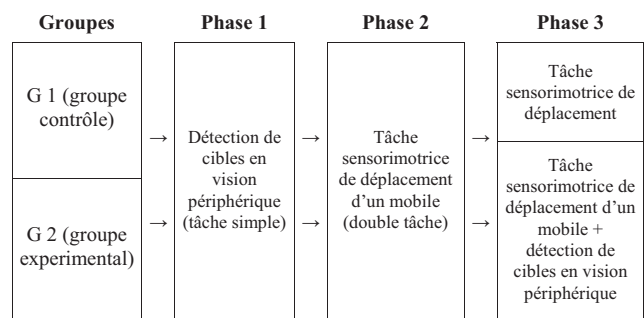 Groupes
Phase 1
Phase 2
Phase 3
G 1 (groupe
contrôle)
G 2 (groupe
experimental)
→
→
Détection de
cibles en
vision
périphérique
(tâche simple)
→
→
Tâche
sensorimotrice
de déplacement
d'un mobile
(double tâche)
→
→
Tâche
sensorimotrice de
déplacement
Tâche
sensorimotrice de
déplacement d'un
mobile +
détection de
cibles en vision
périphérique